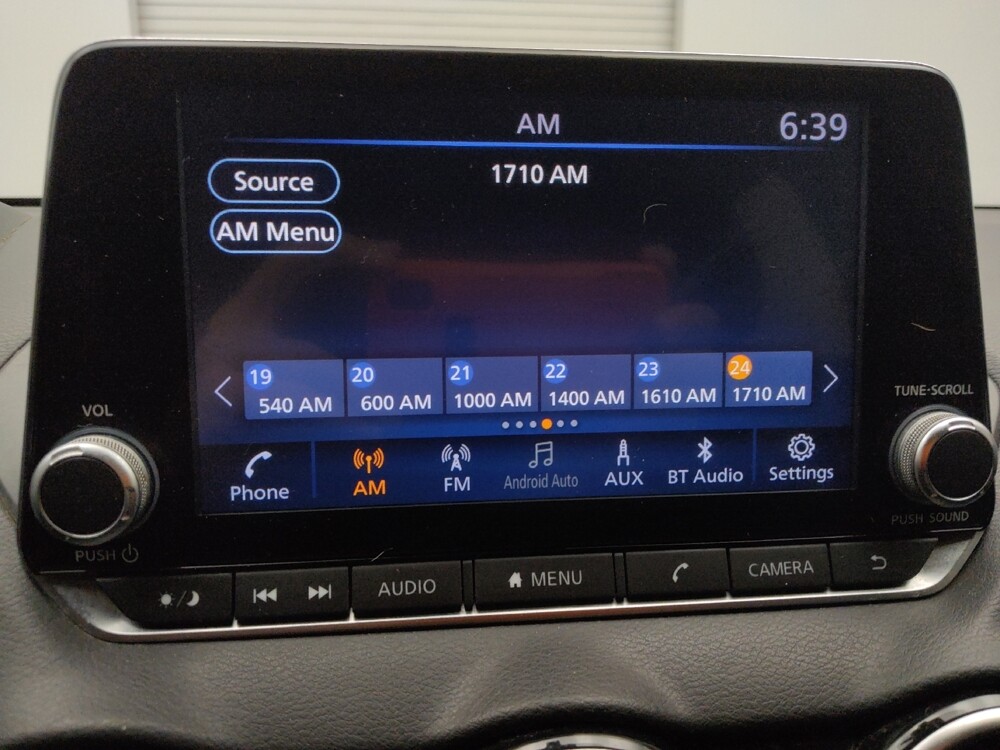 AM
6:39
Source
1710 AM
AM Menu
19
20
21
22
23
24
540 AM
600 AM
1000 AM
1400 AM
1610 AM
1710 AM
Phone
AM
FM
Android Auto
AUX
BT Audio
Settings
VOL
PUSH
TUNE·SCROLL
PUSH SOUND
AUDIO
MENU
CAMERA